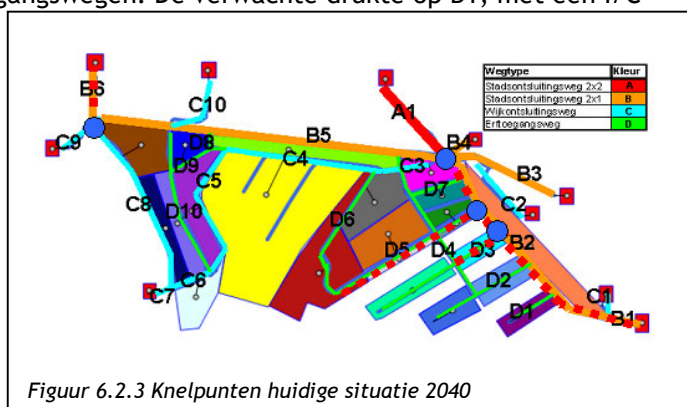 gangswegen. De verwachte drukte op D1, met een I/C
Wegtype Kleur
Stadsontsluitingsweg 2x2 A
Stadsontsluitingsweg 2x1 B
Wijkontsluitingsweg C
Erftoegangsweg D
B6
C10
A1
C9
D8
B5
B4
D9
C4
C3
B3
C5
D7
C2
C8
D10
D6
D5
D4
D3
B2
C6
D2
C7
D1
C1
B1
Figuur 6.2.3 Knelpunten huidige situatie 2040